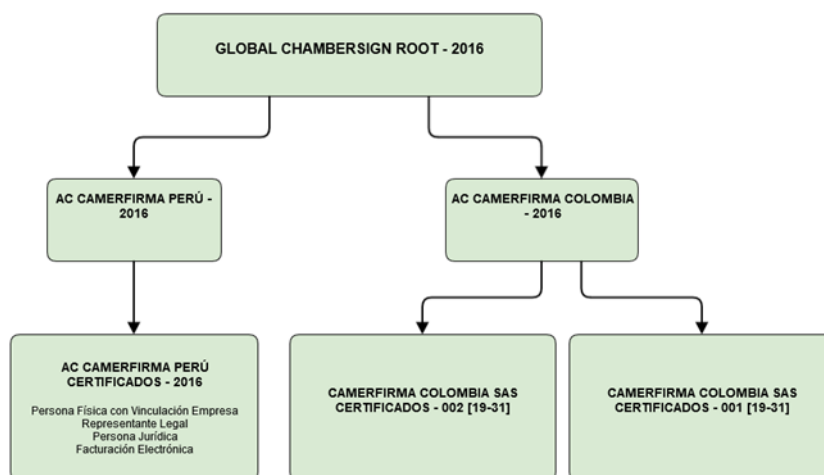 GLOBAL CHAMBERSIGN ROOT - 2016
AC CAMERFIRMA PERÚ -
2016
AC CAMERFIRMA COLOMBIA
- 2016
AC CAMERFIRMA PERÚ
CERTIFICADOS - 2016
Persona Física con Vinculación Empresa
Representante Legal
Persona Jurídica
Facturación Electrónica
CAMERFIRMA COLOMBIA SAS
CERTIFICADOS - 002 [19-31]
CAMERFIRMA COLOMBIA SAS
CERTIFICADOS - 001 [19-31]